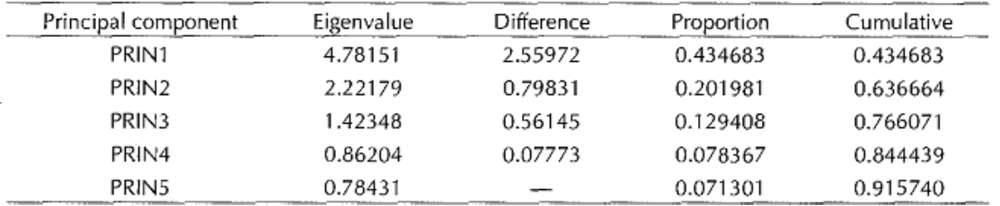 Principal component Eigenvalue Difference Proportion Cumulative
PRIN1 4.78151 2.55972 0.434683 0.434683
PRIN2 2.22179 0.79831 0.201981 0.636664
PRIN3 1.42348 0.56145 0.129408 0.766071
PRIN4 0.86204 0.07773 0.078367 0.844439
PRIN5 0.78431 — 0.071301 0.915740